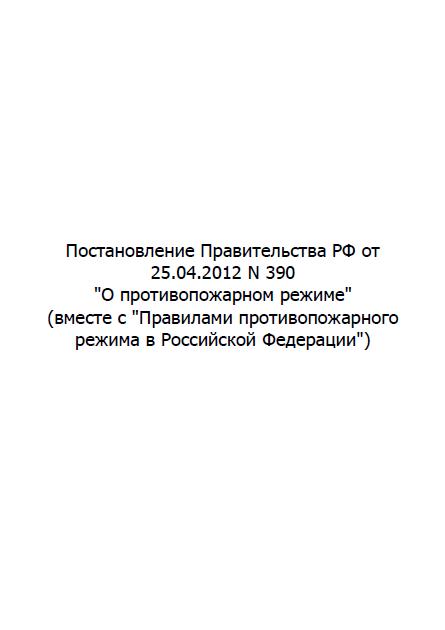 Постановление Правительства РФ от
25.04.2012 N 390
"О противопожарном режиме"
(вместе с "Правилами противопожарного
режима в Российской Федерации")